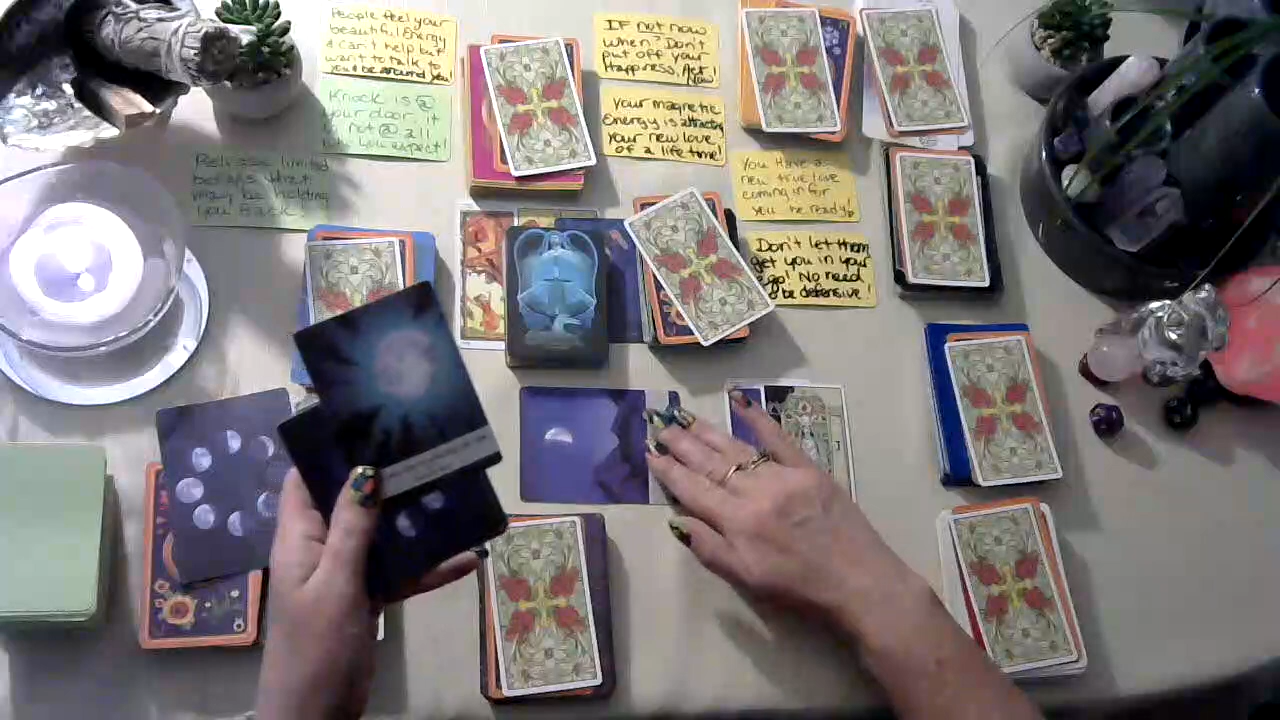 People feel your
beautiful Energy
& can't help but
want to talk to
you & be around you!
Knock is @
your door it
is not @ all
who you expect!
Release limited
beliefs what
may be holding
you Back!
IF not now
when? Don't
put off your
Happiness, Act
Now!
Your magnetic
Energy is attracting
your new love
of a life time!
You Have a
new true love
coming in for
you be ready!
Don't let them
get you in your
ego! No need
to be defensive!